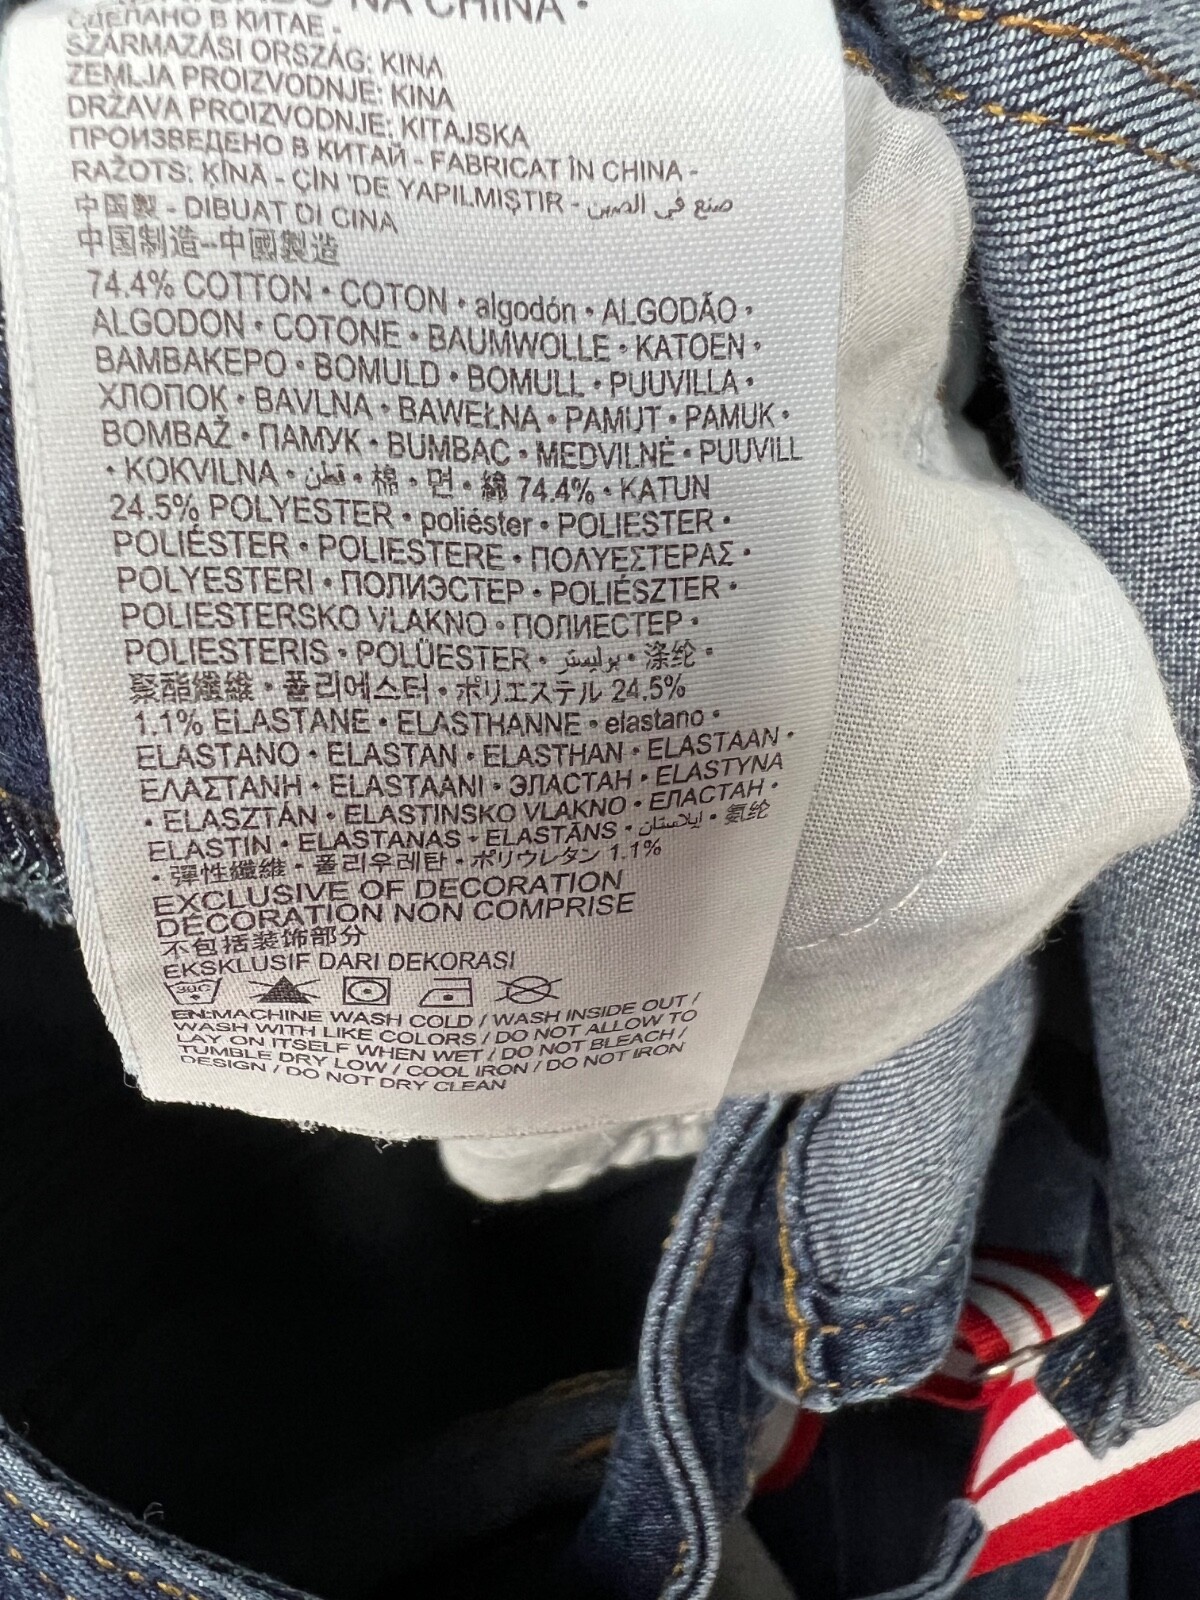 NA CHINA •
СДЕЛАНО В КИТАЕ -
SZÁRMAZÁSI ORSZÁG: KINA
ZEMLJA PROIZVODNJE: KINA
DRŽAVA PROIZVODNJE: KITAJSKA
ПРОИЗВЕДЕНО В КИТАЙ - FABRICAT ÎN CHINA -
RAŽOTS: ĶĪNĀ - ÇIN 'DE YAPILMIŞTIR - صنع في الصين
中国製 - DIBUAT DI CINA
中国制造--中國製造
74.4% COTTON • COTON • algodón • ALGODÃO •
ALGODON • COTONE • BAUMWOLLE • KATOEN •
ΒΑΜΒΑΚΕΡΟ • BOMULD • BOMULL • PUUVILLA •
ХЛОПОК • BAVLNA • BAWEŁNA • PAMUT • PAMUK •
BOMBAŽ • ПАМУК • BUMBAC • MEDVILNĖ • PUUVILL
• KOKVILNA • قطن • 棉 • 면 • 綿 74.4% • KATUN
24.5% POLYESTER • poliéster • POLIESTER •
POLIÉSTER • POLIESTERE • ΠΟΛΥΕΣΤΕΡΑΣ •
POLYESTERI • ПОЛИЭСТЕР • POLIÉSZTER •
POLIESTERSKO VLAKNO • ПОЛИЕСТЕР •
POLIESTERIS • POLÜESTER • بوليستر • 涤纶 •
聚酯纖維 • 폴리에스터 • ポリエステル 24.5%
1.1% ELASTANE • ELASTHANNE • elastano •
ELASTANO • ELASTAN • ELASTHAN • ELASTAAN •
ΕΛΑΣΤΑΝΗ • ELASTAANI • ЭЛАСТАН • ELASTYNA
• ELASZTÁN • ELASTINSKO VLAKNO • ЕЛАСТАН •
ELASTIN • ELASTANAS • ELASTĀNS • إيلاستان • 氨纶
• 彈性纖維 • 폴리우레탄 • ポリウレタン 1.1%
EXCLUSIVE OF DECORATION
DÉCORATION NON COMPRISE
不包括装饰部分
EKSKLUSIF DARI DEKORASI
30C
EN:MACHINE WASH COLD / WASH INSIDE OUT /
WASH WITH LIKE COLORS / DO NOT ALLOW TO
LAY ON ITSELF WHEN WET / DO NOT BLEACH /
TUMBLE DRY LOW / COOL IRON / DO NOT IRON
DESIGN / DO NOT DRY CLEAN